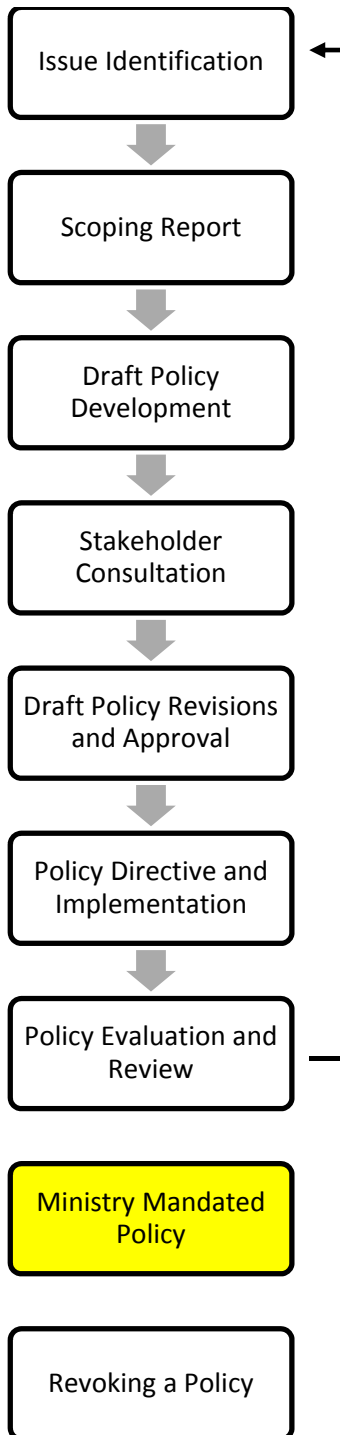 Issue Identification
Scoping Report
Draft Policy
Development
Stakeholder
Consultation
Draft Policy Revisions
and Approval
Policy Directive and
Implementation
Policy Evaluation and
Review
Ministry Mandated
Policy
Revoking a Policy